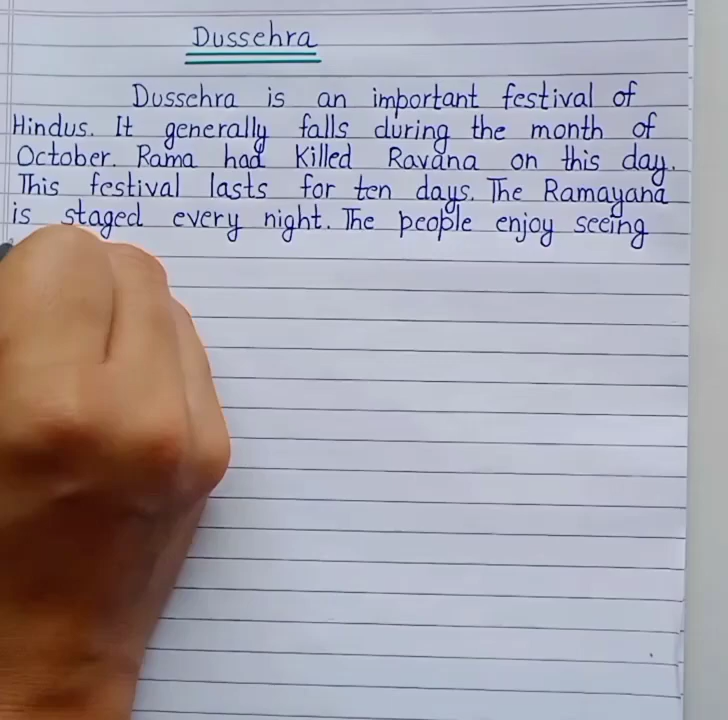 Dussehra
Dussehra is an important festival of
Hindus. It generally falls during the month of
October. Rama had Killed Ravana on this day.
This festival lasts for ten days. The Ramayana
is staged every night. The people enjoy seeing